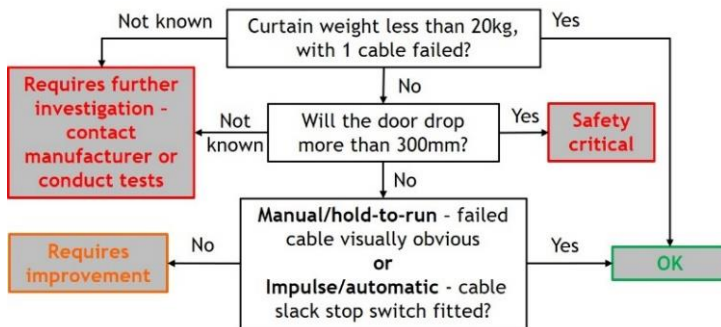 Not known
Curtain weight less than 20kg,
with 1 cable failed?
Yes
Requires further
investigation –
contact
manufacturer or
conduct tests
No
Not
known
Will the door drop
more than 300mm?
Yes
Safety
critical
No
Manual/hold-to-run – failed
cable visually obvious
or
Impulse/automatic - cable
slack stop switch fitted?
No
Requires
improvement
Yes
OK